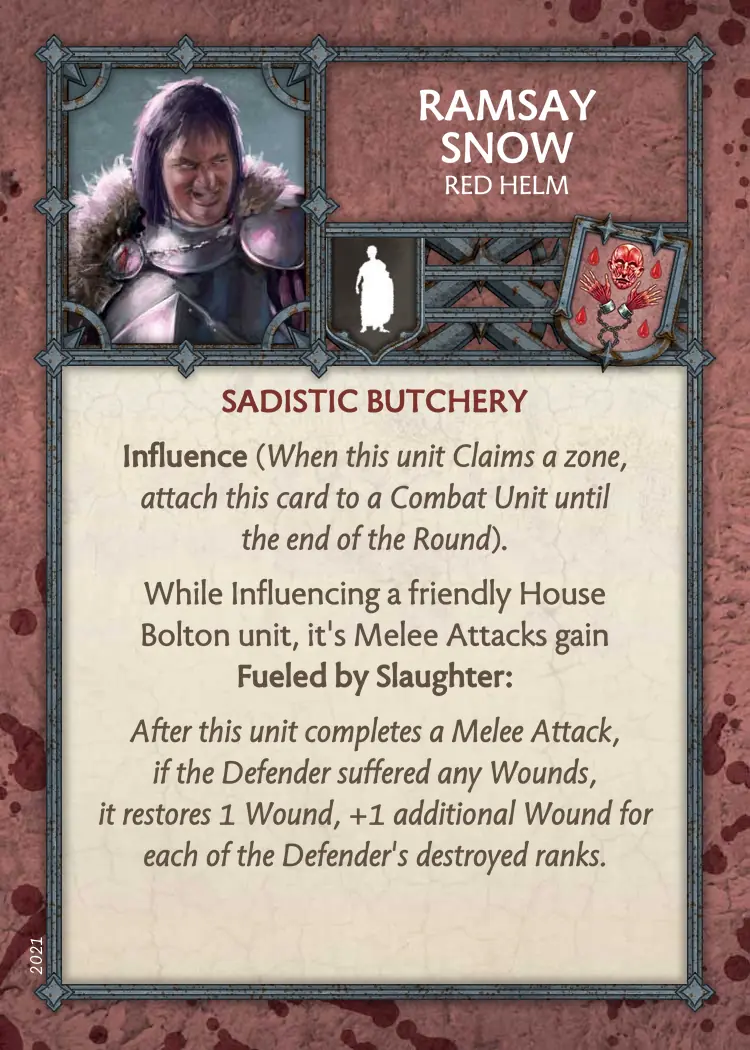 RAMSAY
SNOW
RED HELM
SADISTIC BUTCHERY
Influence (When this unit Claims a zone,
attach this card to a Combat Unit until
the end of the Round).
While Influencing a friendly House
Bolton unit, it's Melee Attacks gain
Fueled by Slaughter:
After this unit completes a Melee Attack,
if the Defender suffered any Wounds,
it restores 1 Wound, +1 additional Wound for
each of the Defender's destroyed ranks.
2021